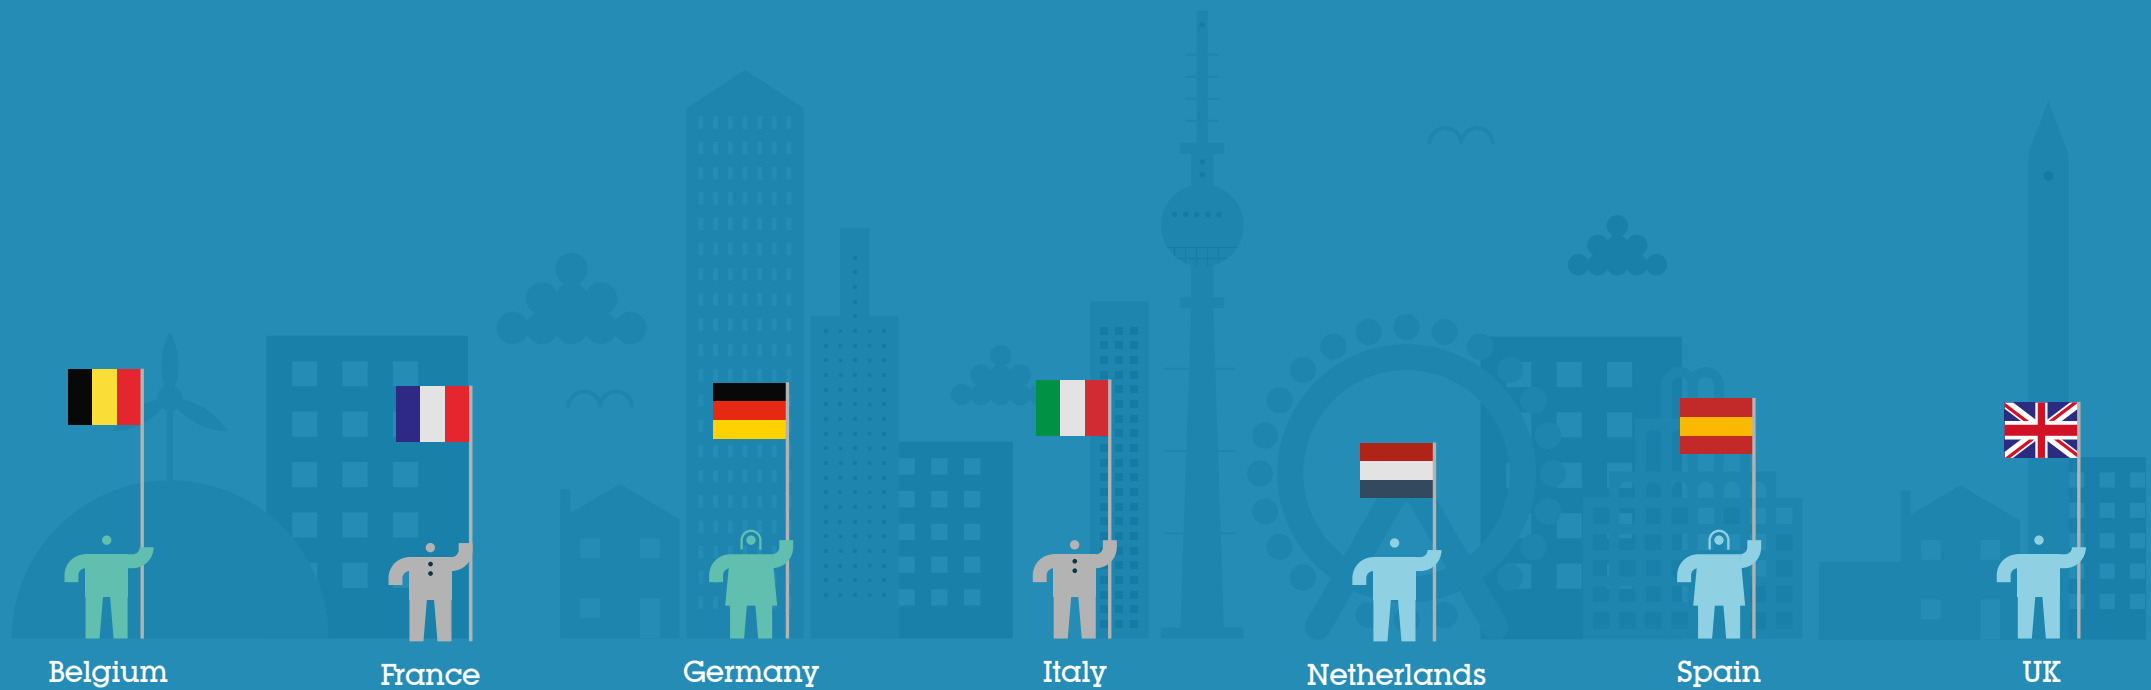 Belgium
France
Germany
Italy
Netherlands
Spain
UK